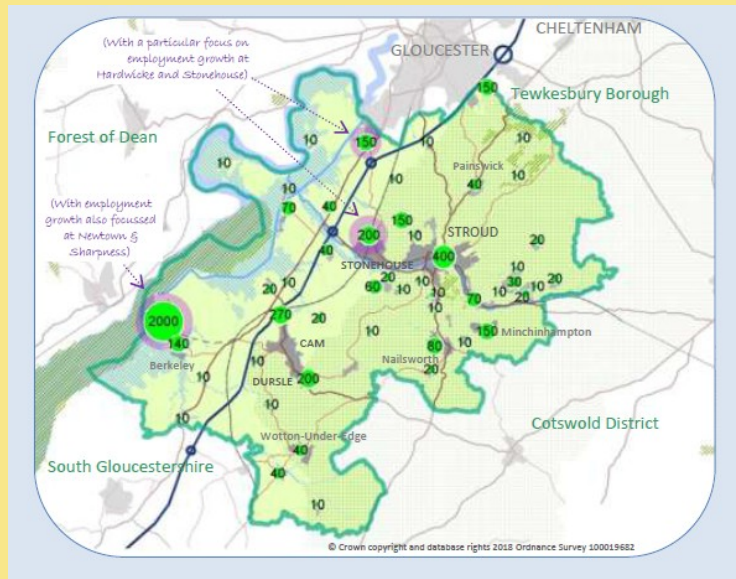 (With a particular focus on
employment growth at
Hardwicke and Stonehouse)
GLOUCESTER
CHELTENHAM
150
Tewkesbury Borough
Forest of Dean
10
150
10
10
10
Painswick
10
10
40
10
(With employment
growth also focussed
at Newtown &
Sharpness)
70
40
200
150
10
STROUD
20
40
STONEHOUSE
400
20
60
10
10
10
10
30
20
10
20
10
20
270
20
70
2000
140
10
10
150
Minchinhampton
CAM
80
Nailsworth
Berkeley
10
10
DURSLE
200
20
10
Cotswold District
Wotton-Under-Edge
40
South Gloucestershire
40
10
© Crown copyright and database rights 2018 Ordnance Survey 100019682